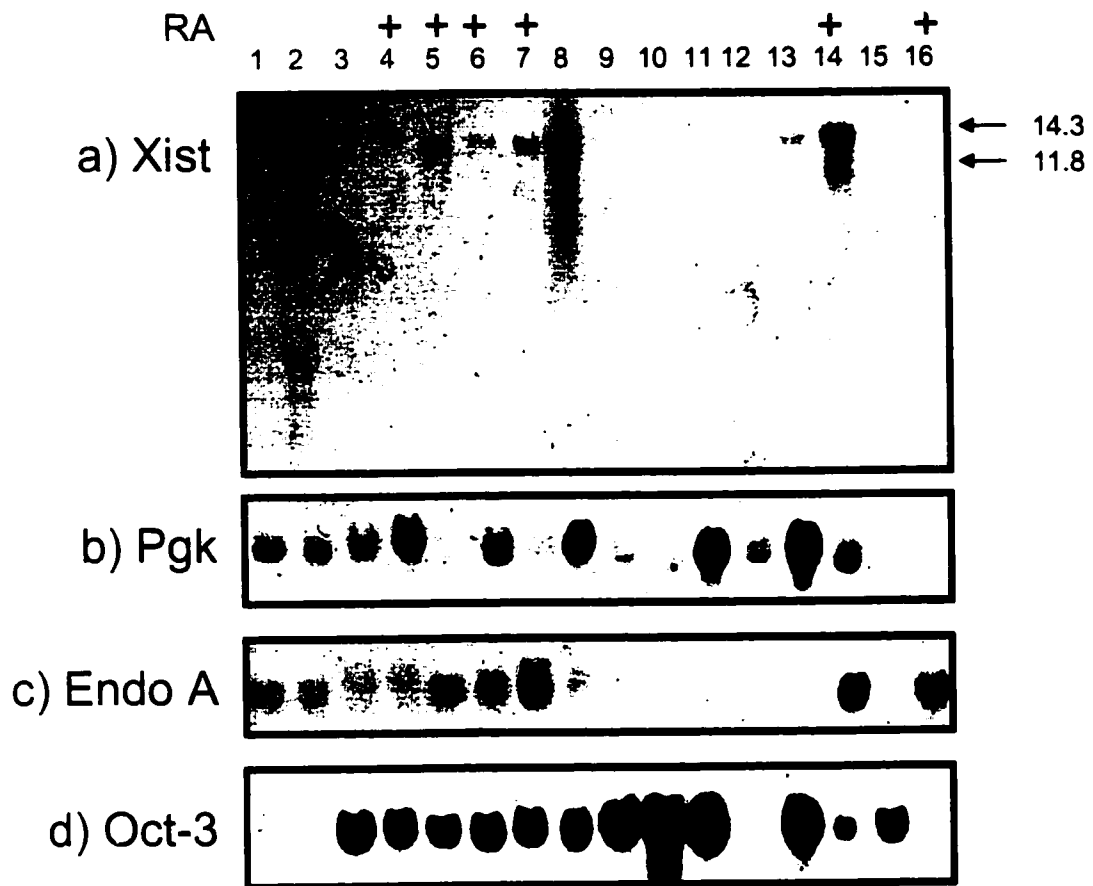 RA + + + + + +
1 2 3 4 5 6 7 8 9 10 11 12 13 14 15 16
a) Xist
14.3
11.8
b) Pgk
c) Endo A
d) Oct-3